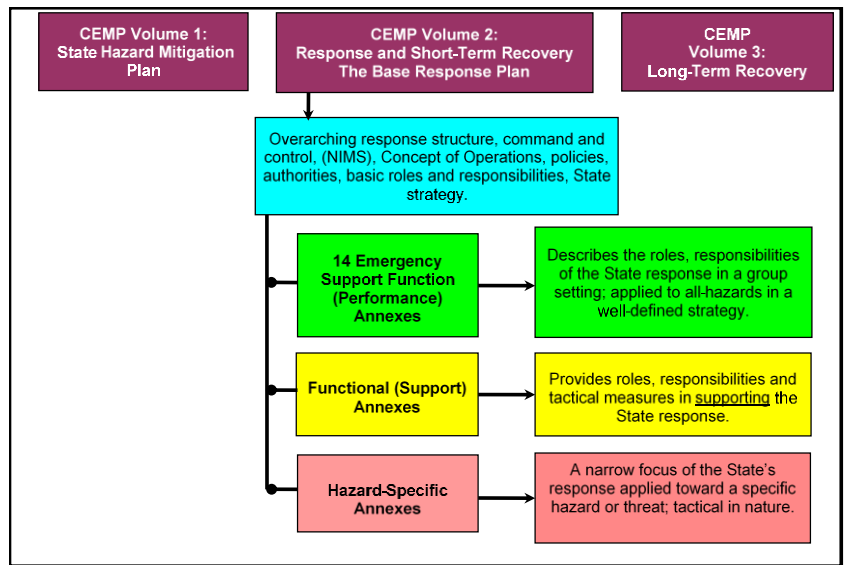 CEMP Volume 1:
State Hazard Mitigation
Plan
CEMP Volume 2:
Response and Short-Term Recovery
The Base Response Plan
CEMP
Volume 3:
Long-Term Recovery
Overarching response structure, command and
control, (NIMS), Concept of Operations, policies,
authorities, basic roles and responsibilities, State
strategy.
14 Emergency
Support Function
(Performance)
Annexes
Describes the roles, responsibilities
of the State response in a group
setting; applied to all-hazards in a
well-defined strategy.
Functional (Support)
Annexes
Provides roles, responsibilities and
tactical measures in supporting the
State response.
Hazard-Specific
Annexes
A narrow focus of the State's
response applied toward a specific
hazard or threat; tactical in nature.